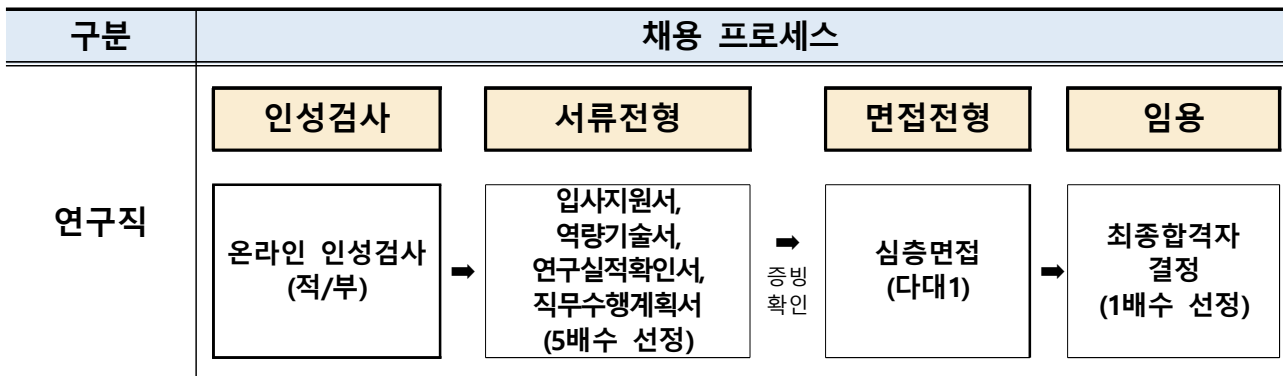 구분
채용 프로세스
연구직
인성검사
서류전형
면접전형
임용
온라인 인성검사
(적/부)
➡
입사지원서,
역량기술서,
연구실적확인서,
직무수행계획서
(5배수 선정)
➡
증빙
확인
심층면접
(다대1)
➡
최종합격자
결정
(1배수 선정)